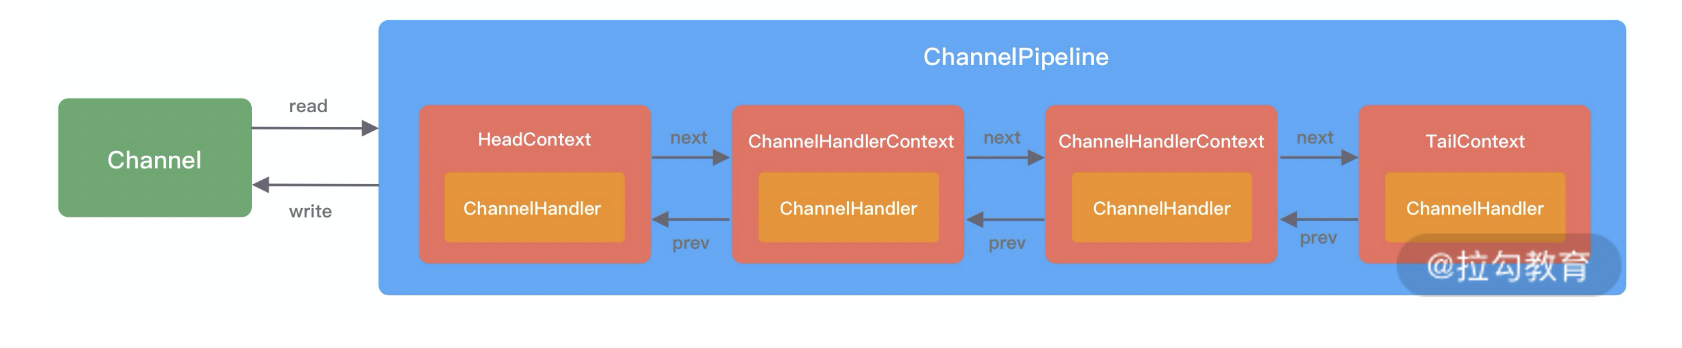 ChannelPipeline
Channel
read
write
HeadContext
ChannelHandler
next
prev
ChannelHandlerContext
ChannelHandler
next
prev
ChannelHandlerContext
ChannelHandler
next
prev
TailContext
ChannelHandler
@拉勾教育